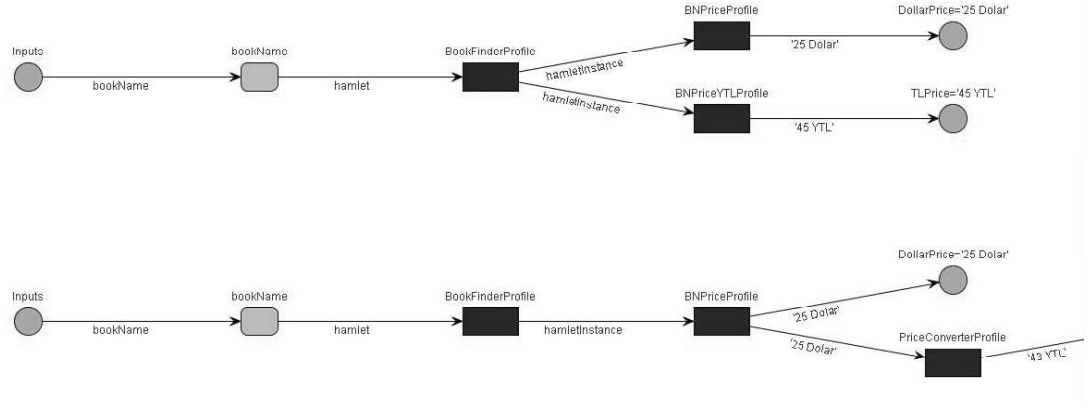 BNPriceProfile
DollarPrice='25 Dolar'
Inputs
bookName
BookFinderProfile
'25 Dolar'
hamletInstance
bookName
hamlet
BNPriceYTLProfile
TLPrice='45 YTL'
hamletInstance
'45 YTL'
DollarPrice='25 Dolar'
Inputs
bookName
BookFinderProfile
BNPriceProfile
'25 Dolar'
bookName
hamlet
hamletInstance
PriceConverterProfile
'25 Dolar'
'43 YTL'